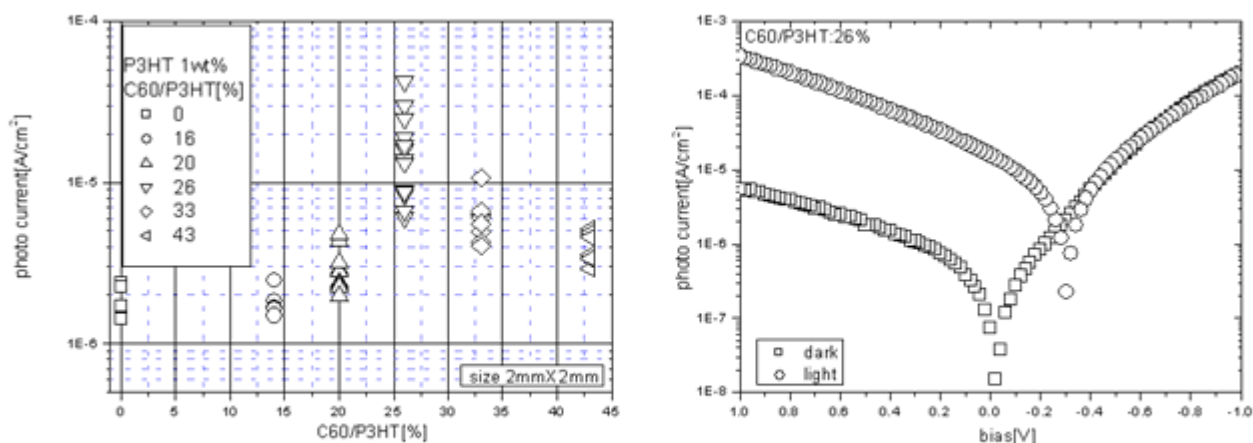 1E-4
P3HT 1wt%
C60/P3HT[%]
0
16
20
26
33
43
1E-5
1E-6
photo current[A/cm²]
size 2mmX2mm
0 5 10 15 20 25 30 35 40 45
C60/P3HT[%]
1E-3
C60/P3HT:26%
1E-4
1E-5
1E-6
1E-7
1E-8
photo current[A/cm²]
dark
light
1.0 0.8 0.6 0.4 0.2 0.0 -0.2 -0.4 -0.6 -0.8 -1.0
bias[V]